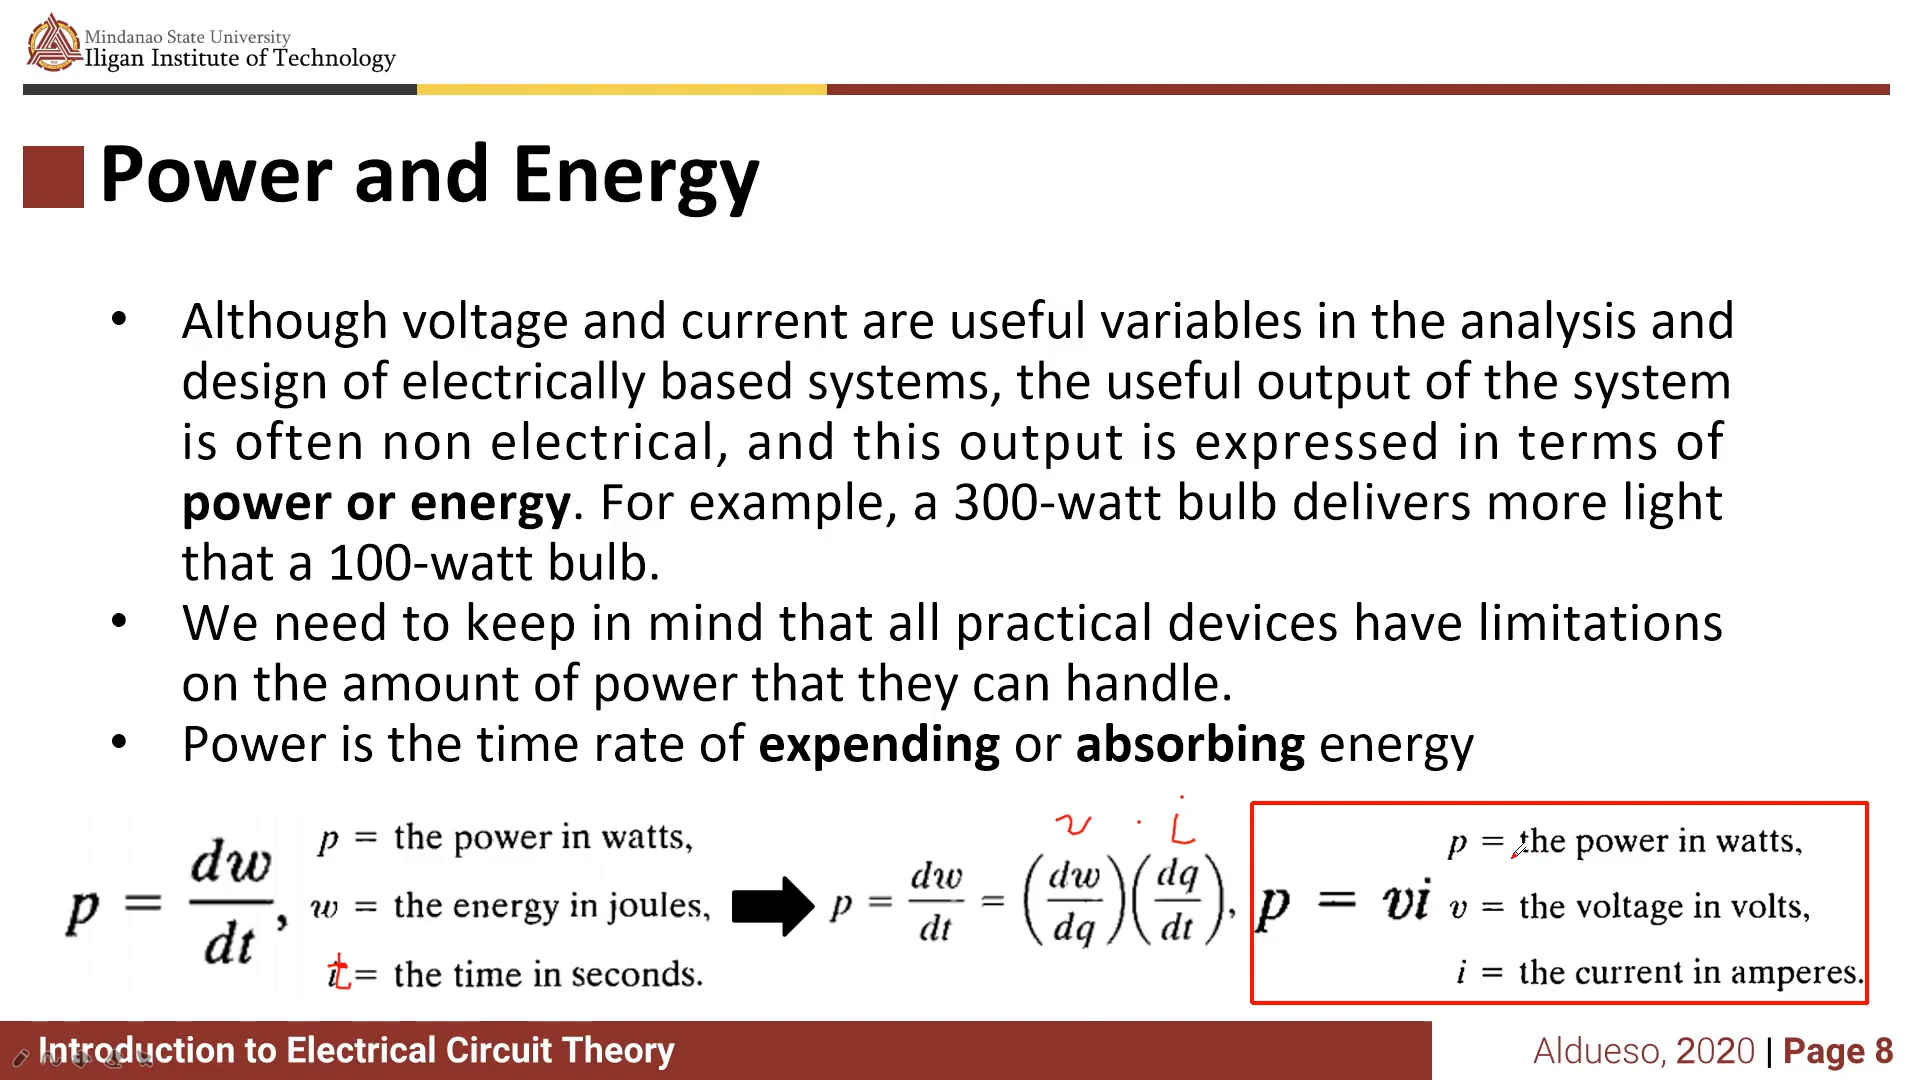 Mindanao State University
Iligan Institute of Technology
Power and Energy
• Although voltage and current are useful variables in the analysis and
design of electrically based systems, the useful output of the system
is often non electrical, and this output is expressed in terms of
power or energy. For example, a 300-watt bulb delivers more light
that a 100-watt bulb.
• We need to keep in mind that all practical devices have limitations
on the amount of power that they can handle.
• Power is the time rate of expending or absorbing energy
p = dw/dt,
p = the power in watts,
w = the energy in joules,
t = the time in seconds.
v · i
p = dw/dt = (dw/dq)(dq/dt),
p = vi
p = the power in watts,
v = the voltage in volts,
i = the current in amperes.
Introduction to Electrical Circuit Theory
Aldueso, 2020 | Page 8